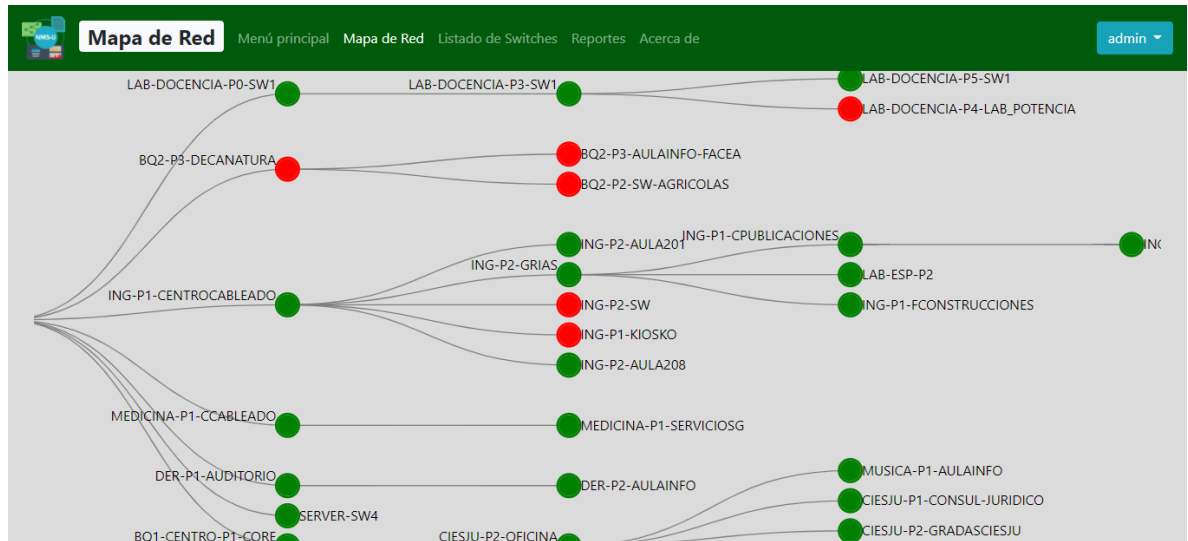 NMS-U
Mapa de Red
Menú principal Mapa de Red Listado de Switches Reportes Acerca de
admin
LAB-DOCENCIA-P0-SW1
LAB-DOCENCIA-P3-SW1
LAB-DOCENCIA-P5-SW1
LAB-DOCENCIA-P4-LAB_POTENCIA
BQ2-P3-DECANATURA
BQ2-P3-AULAINFO-FACEA
BQ2-P2-SW-AGRICOLAS
ING-P2-AULA201
ING-P1-CPUBLICACIONES
ING-P2-GRIAS
LAB-ESP-P2
ING-P1-CENTROCABLEADO
ING-P2-SW
ING-P1-FCONSTRUCCIONES
ING-P1-KIOSKO
ING-P2-AULA208
MEDICINA-P1-CCABLEADO
MEDICINA-P1-SERVICIOSG
DER-P1-AUDITORIO
DER-P2-AULAINFO
MUSICA-P1-AULAINFO
CIESJU-P1-CONSUL-JURIDICO
SERVER-SW4
BQ1-CENTRO-P1-CORE
CIESJU-P2-OFICINA
CIESJU-P2-GRADASCIESJU